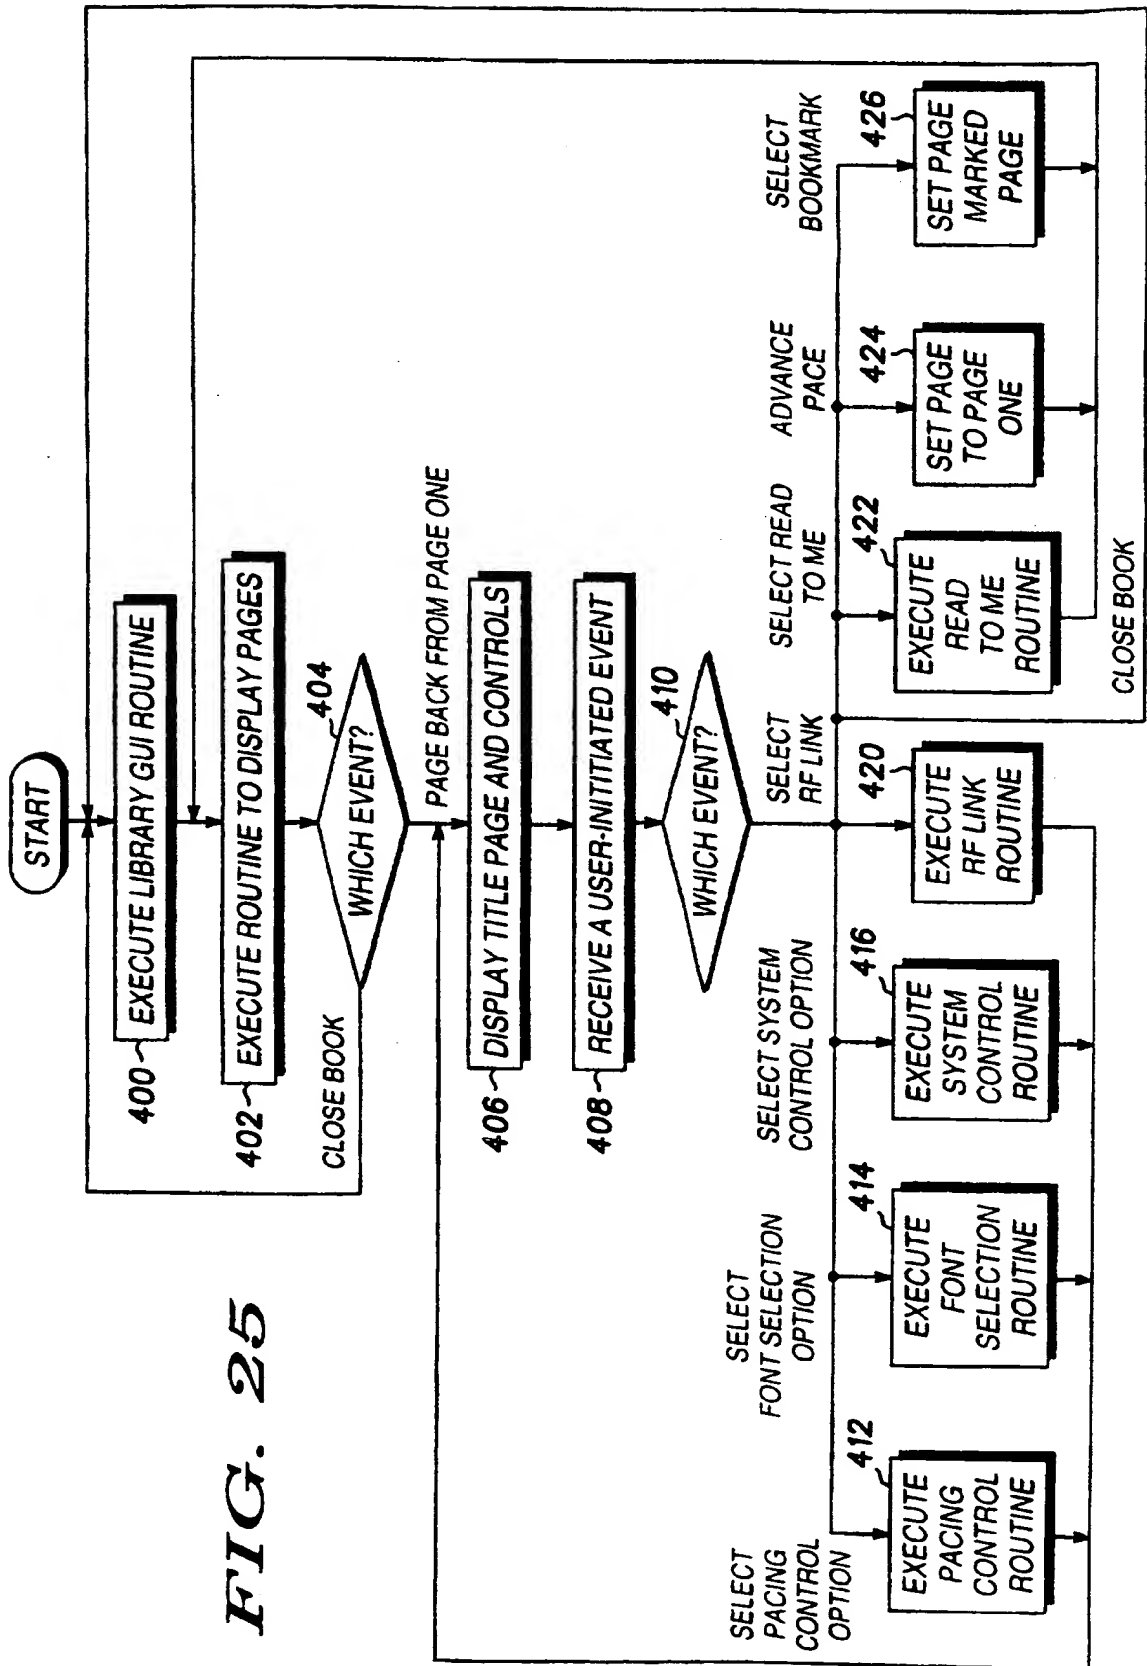 START
EXECUTE LIBRARY GUI ROUTINE
400
EXECUTE ROUTINE TO DISPLAY PAGES
402
404
WHICH EVENT?
CLOSE BOOK
PAGE BACK FROM PAGE ONE
DISPLAY TITLE PAGE AND CONTROLS
406
RECEIVE A USER-INITIATED EVENT
408
410
WHICH EVENT?
SELECT
PACING
CONTROL
OPTION
SELECT
FONT SELECTION
OPTION
SELECT SYSTEM
CONTROL OPTION
SELECT
RF LINK
SELECT READ
TO ME
ADVANCE
PACE
SELECT
BOOKMARK
412
EXECUTE
PACING
CONTROL
ROUTINE
414
EXECUTE
FONT
SELECTION
ROUTINE
416
EXECUTE
SYSTEM
CONTROL
ROUTINE
420
EXECUTE
RF LINK
ROUTINE
422
EXECUTE
READ
TO ME
ROUTINE
424
SET PAGE
TO PAGE
ONE
426
SET PAGE
MARKED
PAGE
CLOSE BOOK
FIG. 25